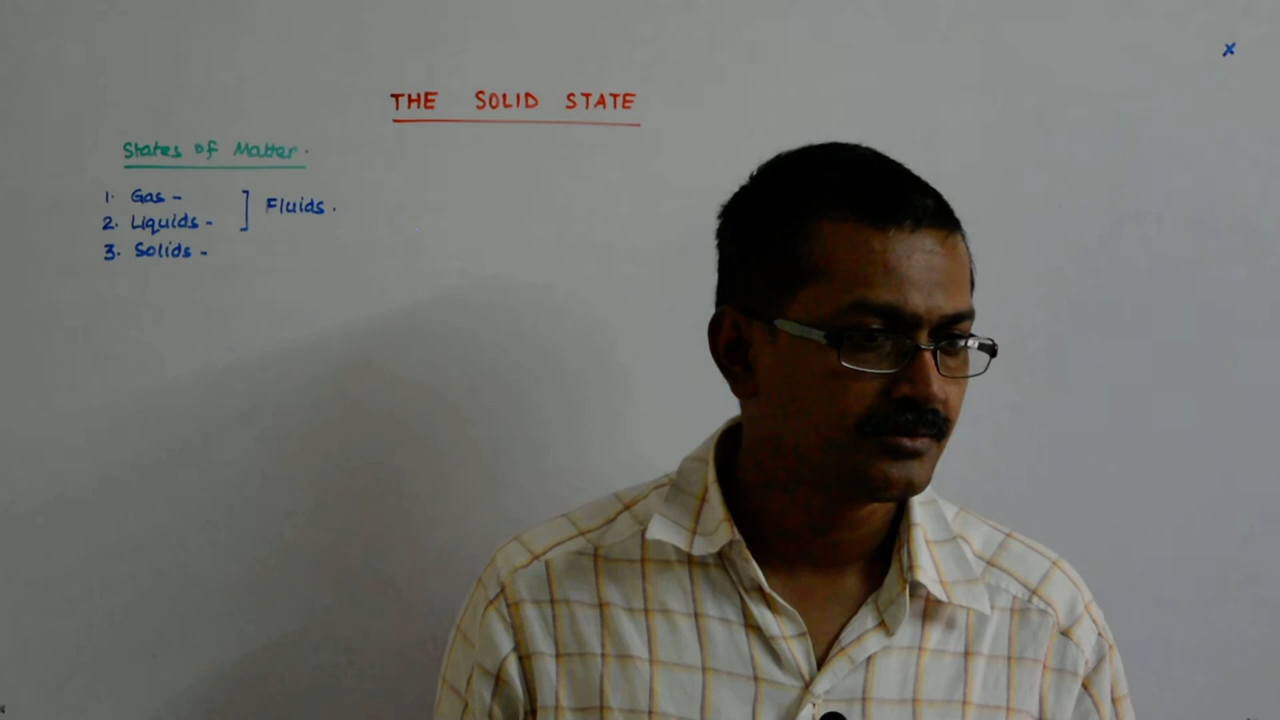 x
THE SOLID STATE
States of Matter.
1. Gas -
2. Liquids - ] Fluids.
3. Solids -